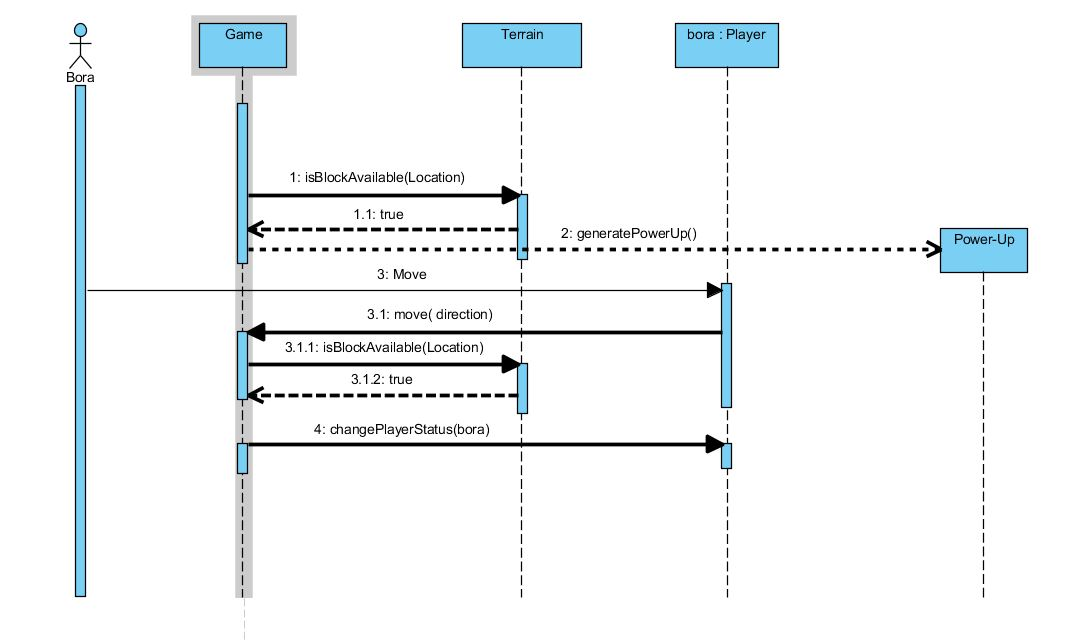 Bora
Game
Terrain
bora : Player
1: isBlockAvailable(Location)
1.1: true
2: generatePowerUp()
Power-Up
3: Move
3.1: move( direction)
3.1.1: isBlockAvailable(Location)
3.1.2: true
4: changePlayerStatus(bora)